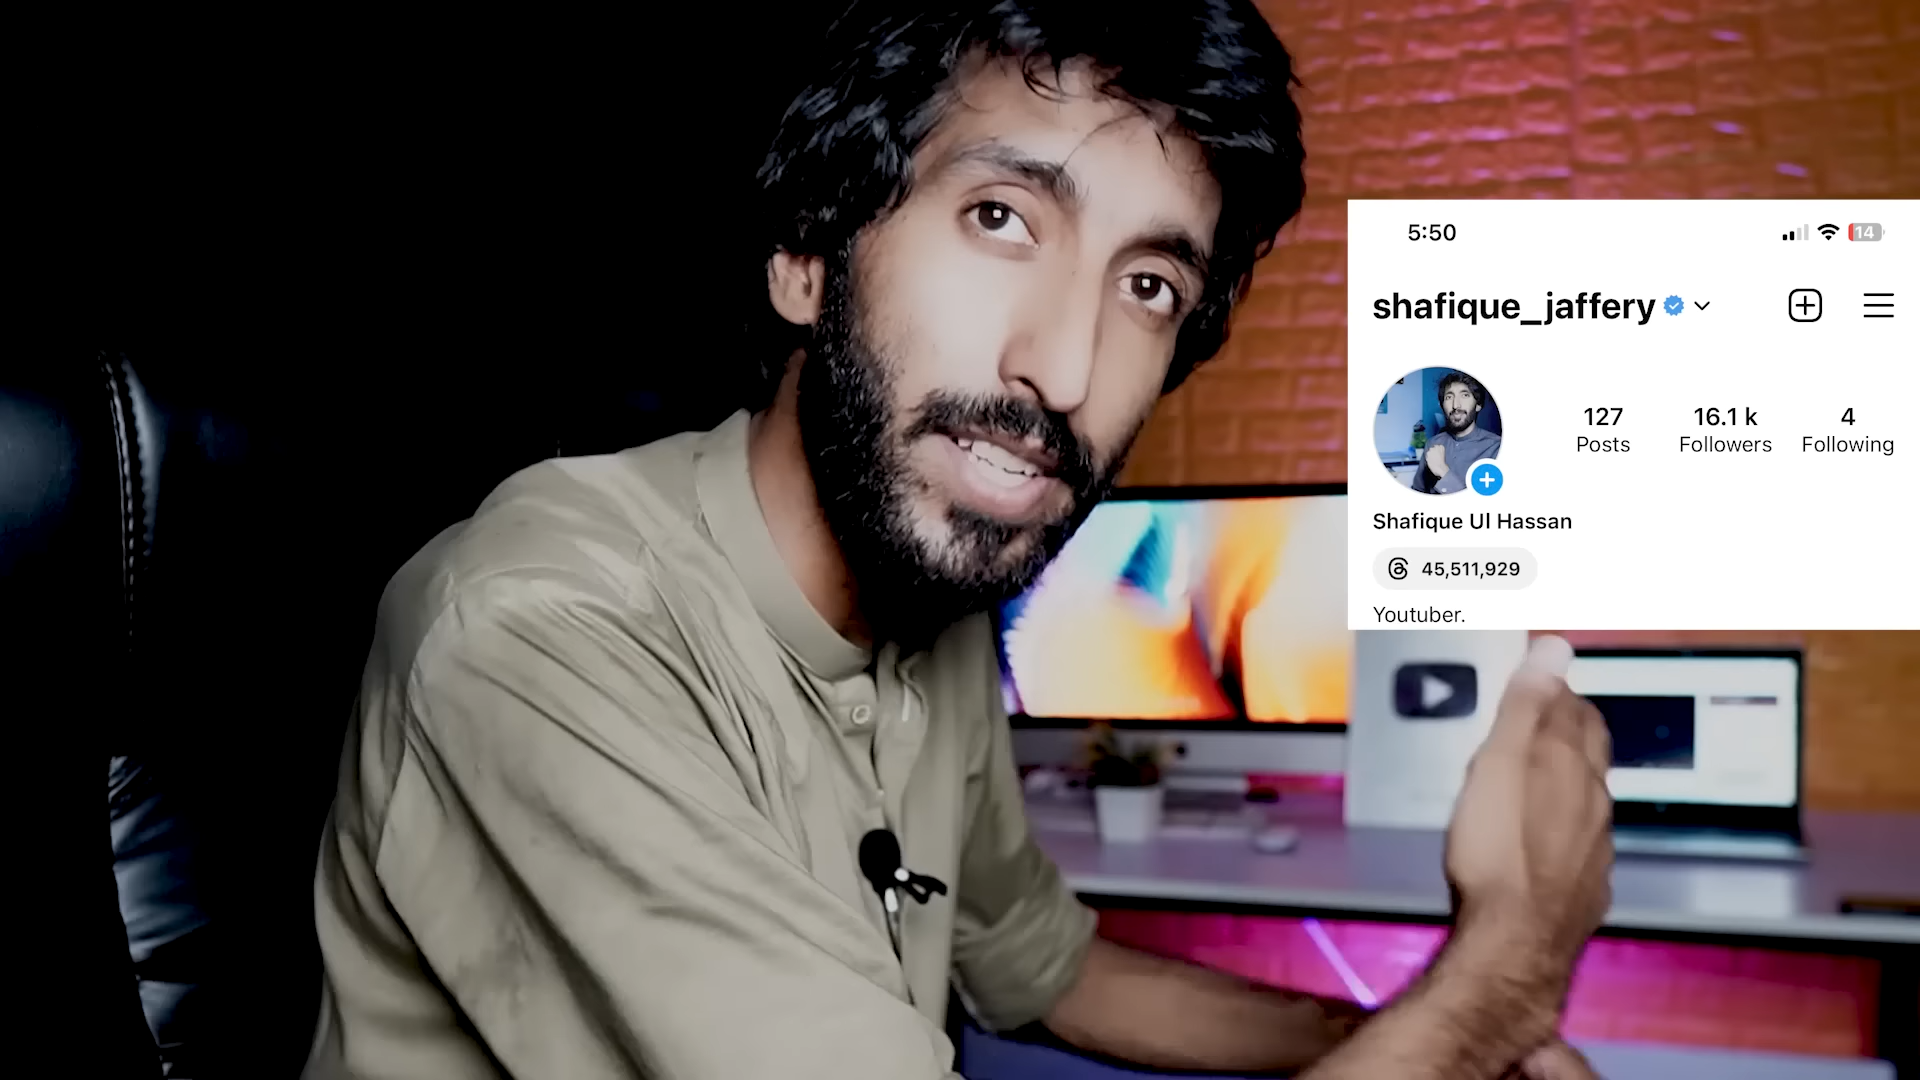 5:50
14
shafique_jaffery
127 16.1 k 4
Posts Followers Following
Shafique Ul Hassan
45,511,929
Youtuber.